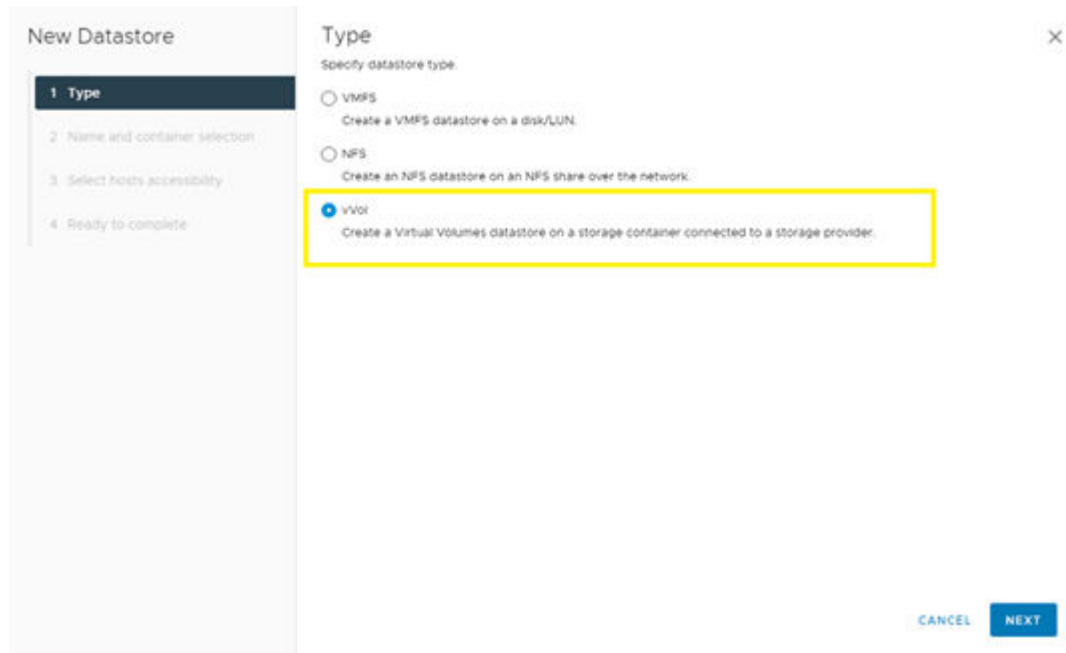 New Datastore
1 Type
2 Name and container selection
3 Select hosts accessibility
4 Ready to complete
Type
Specify datastore type.
VMFS
Create a VMFS datastore on a disk/LUN.
NFS
Create an NFS datastore on an NFS share over the network.
vVol
Create a Virtual Volumes datastore on a storage container connected to a storage provider.
CANCEL
NEXT